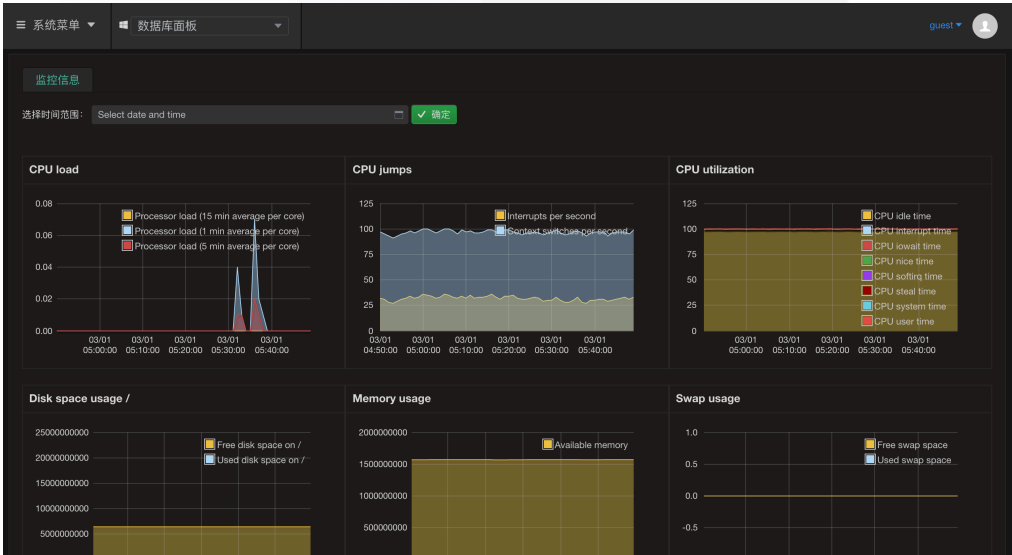 系统菜单 数据库面板 guest
监控信息
选择时间范围: Select date and time 确定
CPU load
0.08
0.06
0.04
0.02
0.00
Processor load (15 min average per core)
Processor load (1 min average per core)
Processor load (5 min average per core)
03/01 03/01 03/01 03/01 03/01
05:00:00 05:10:00 05:20:00 05:30:00 05:40:00
CPU jumps
125
100
75
50
25
0
Interrupts per second
Context switches per second
03/01 03/01 03/01 03/01 03/01 03/01
04:50:00 05:00:00 05:10:00 05:20:00 05:30:00 05:40:00
CPU utilization
125
100
75
50
25
0
CPU idle time
CPU interrupt time
CPU iowait time
CPU nice time
CPU softirq time
CPU steal time
CPU system time
CPU user time
03/01 03/01 03/01 03/01 03/01
05:00:00 05:10:00 05:20:00 05:30:00 05:40:00
Disk space usage /
25000000000
20000000000
15000000000
10000000000
5000000000
Free disk space on /
Used disk space on /
Memory usage
2000000000
1500000000
1000000000
500000000
Available memory
Swap usage
1.0
0.5
0.0
-0.5
Free swap space
Used swap space